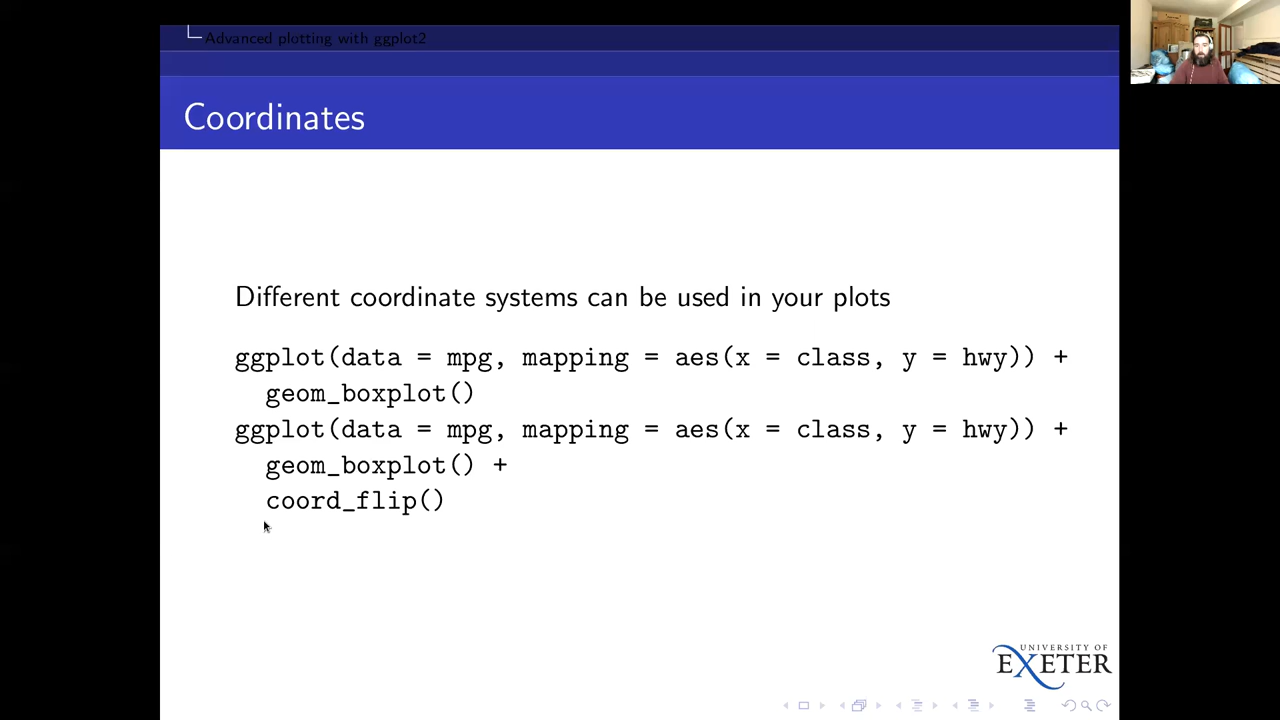 Advanced plotting with ggplot2
Coordinates
Different coordinate systems can be used in your plots
ggplot(data = mpg, mapping = aes(x = class, y = hwy)) +
  geom_boxplot()
ggplot(data = mpg, mapping = aes(x = class, y = hwy)) +
  geom_boxplot() +
  coord_flip()
UNIVERSITY OF
EXETER